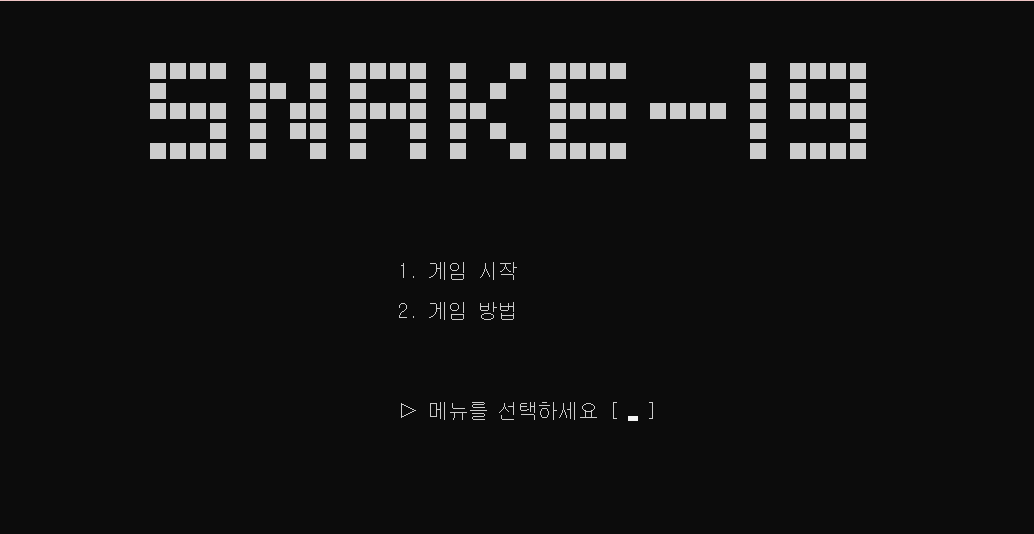 SNAKE-19
1. 게임 시작
2. 게임 방법
▷ 메뉴를 선택하세요 [ _ ]